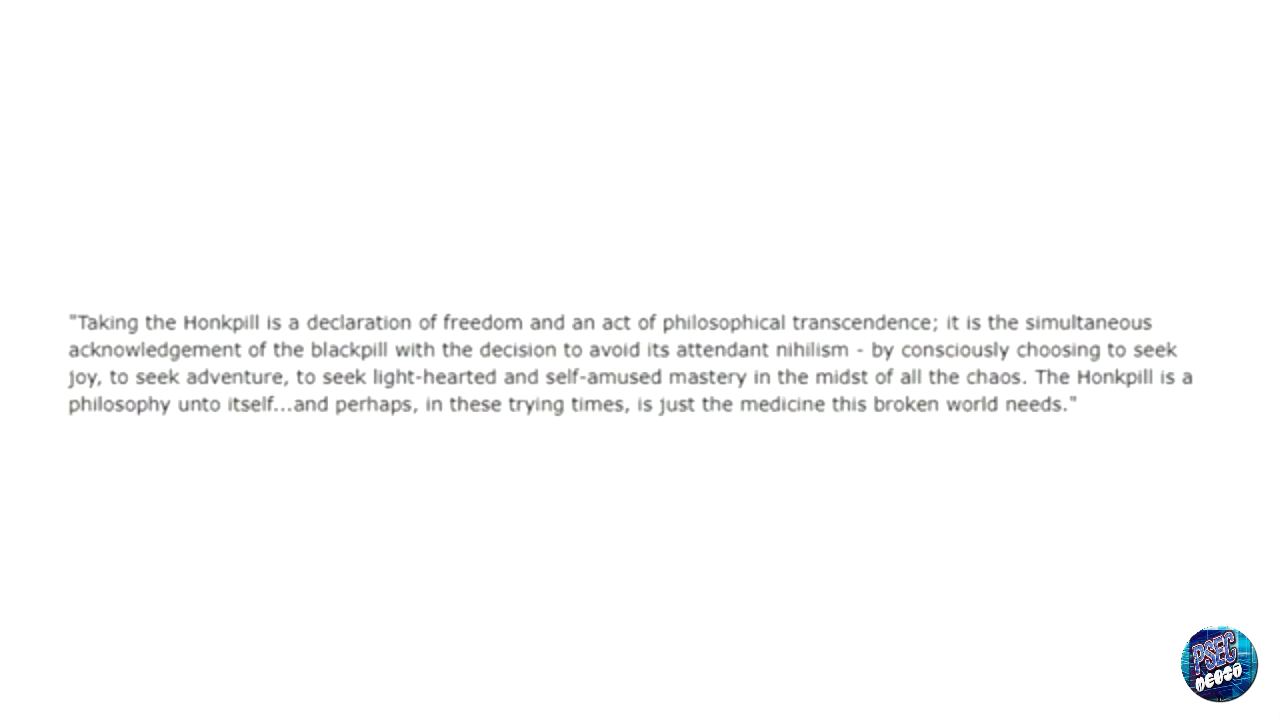 "Taking the Honkpill is a declaration of freedom and an act of philosophical transcendence; it is the simultaneous
acknowledgement of the blackpill with the decision to avoid its attendant nihilism - by consciously choosing to seek
joy, to seek adventure, to seek light-hearted and self-amused mastery in the midst of all the chaos. The Honkpill is a
philosophy unto itself...and perhaps, in these trying times, is just the medicine this broken world needs."
PSEC